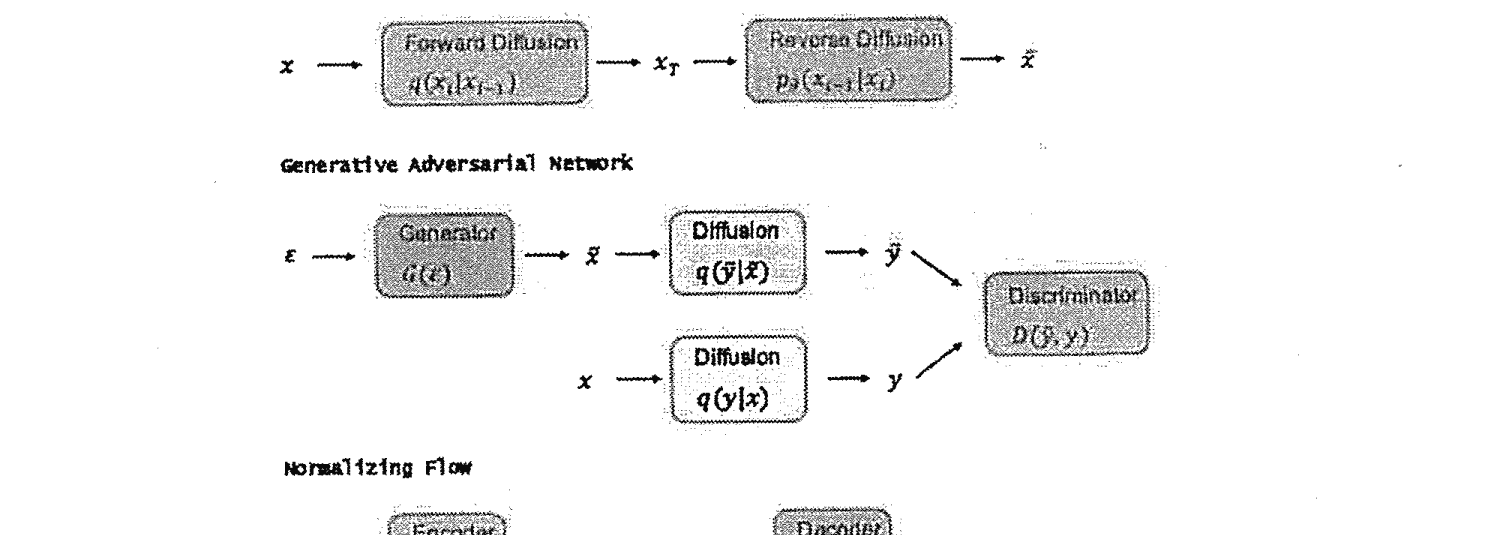 Forward Diffusion
x → q(x_t|x_{t-1}) → x_T → x̃
Reverse Diffusion
p_θ(x_{t-1}|x_t)
Generative Adversarial Network
Generator
ε → G(ε) → x̃ →
Diffusion
q(ỹ|x̃) → ỹ
Discriminator
D(ỹ, y)
Diffusion
x → q(y|x) → y
Normalizing Flow
Encoder
Decoder